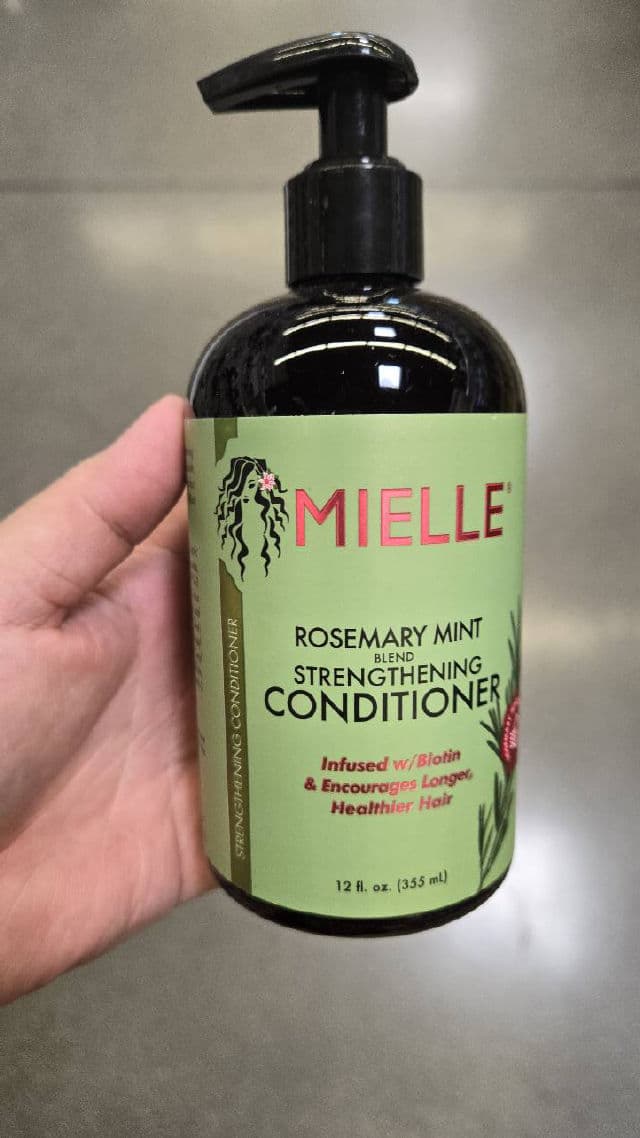 MIELLE®
ROSEMARY MINT
BLEND
STRENGTHENING
CONDITIONER
Infused w/Biotin
& Encourages Longer,
Healthier Hair
12 fl. oz. (355 mL)
STRENGTHENING CONDITIONER